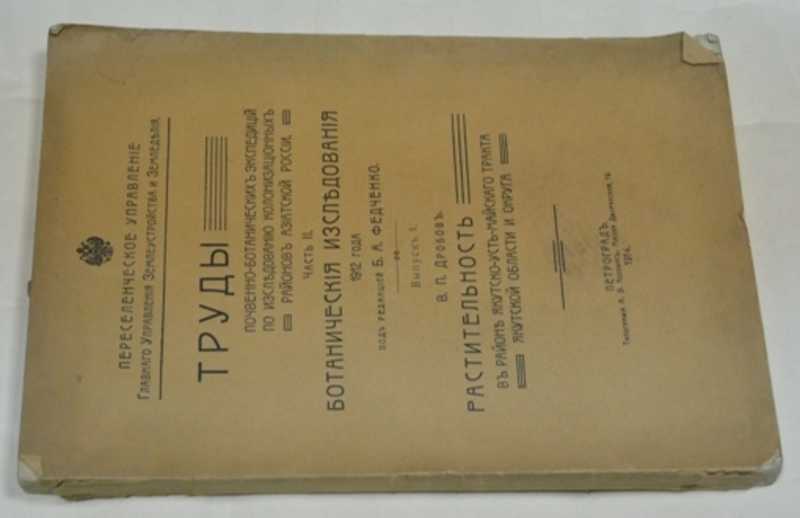 ПЕРЕСЕЛЕНЧЕСКОЕ УПРАВЛЕНІЕ
ГЛАВНАГО УПРАВЛЕНІЯ ЗЕМЛЕУСТРОЙСТВА И ЗЕМЛЕДѢЛІЯ.
ТРУДЫ
ПОЧВЕННО-БОТАНИЧЕСКИХЪ ЭКСПЕДИЦІЙ
ПО ИЗСЛѢДОВАНІЮ КОЛОНИЗАЦІОННЫХЪ
РАЙОНОВЪ АЗІАТСКОЙ РОССІИ.
ЧАСТЬ II.
БОТАНИЧЕСКІЯ ИЗСЛѢДОВАНІЯ
1912 ГОДА
ПОДЪ РЕДАКЦІЕЙ Б. А. ФЕДЧЕНКО.
Выпускъ 1.
В. П. ДРОБОВЪ.
РАСТИТЕЛЬНОСТЬ
ВЪ РАЙОНѢ ЯКУТСКО-УСТЬ-МАЙСКАГО ТРАКТА
ЯКУТСКОЙ ОБЛАСТИ И ОКРУГА
ПЕТРОГРАДЪ.
Типографія
1914.